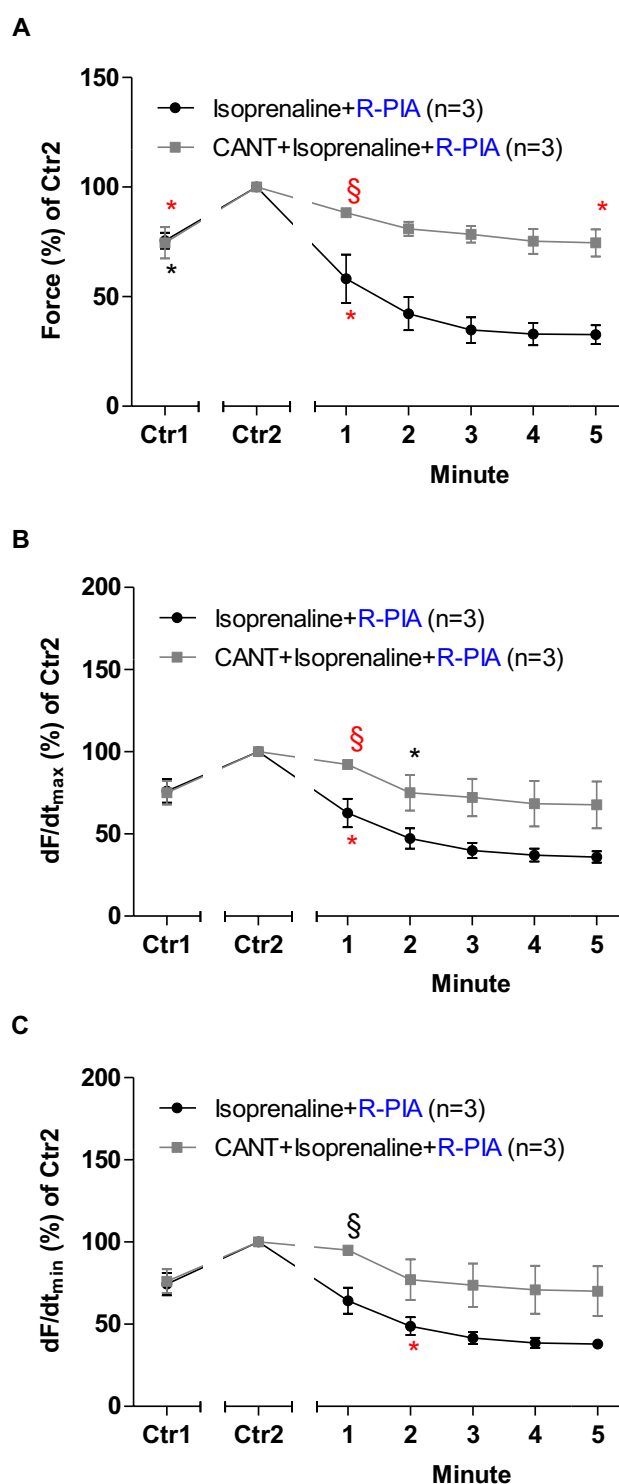 A
Force (%) of Ctr2
150
100
50
0
Isoprenaline+R-PIA (n=3)
CANT+Isoprenaline+R-PIA (n=3)
*
*
§
*
*
Ctr1 Ctr2 1 2 3 4 5
Minute
B
dF/dtmax (%) of Ctr2
200
150
100
50
0
Isoprenaline+R-PIA (n=3)
CANT+Isoprenaline+R-PIA (n=3)
§
*
*
Ctr1 Ctr2 1 2 3 4 5
Minute
C
dF/dtmin (%) of Ctr2
200
150
100
50
0
Isoprenaline+R-PIA (n=3)
CANT+Isoprenaline+R-PIA (n=3)
§
*
Ctr1 Ctr2 1 2 3 4 5
Minute